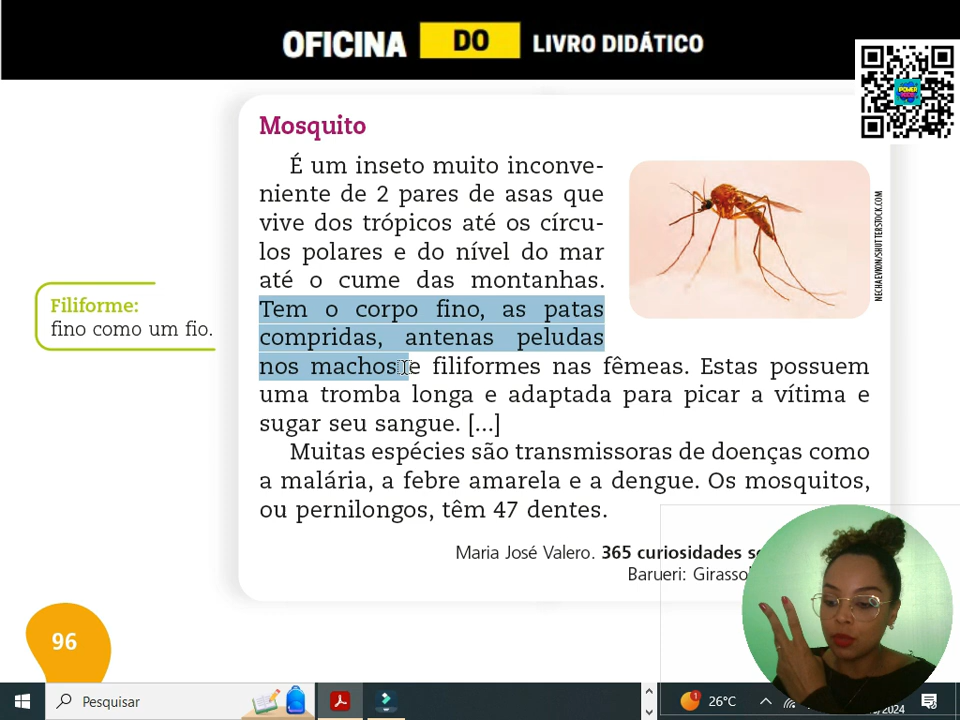 OFICINA DO LIVRO DIDÁTICO
POWER
Mosquito
É um inseto muito inconve-
niente de 2 pares de asas que
vive dos trópicos até os círcu-
los polares e do nível do mar
até o cume das montanhas.
Tem o corpo fino, as patas
compridas, antenas peludas
nos machos e filiformes nas fêmeas. Estas possuem
uma tromba longa e adaptada para picar a vítima e
sugar seu sangue. [...]
Muitas espécies são transmissoras de doenças como
a malária, a febre amarela e a dengue. Os mosquitos,
ou pernilongos, têm 47 dentes.
NECHAEVKON/SHUTTERSTOCK.COM
Filiforme:
fino como um fio.
Maria José Valero. 365 curiosidades
Barueri: Girassol
96
Pesquisar
1
26°C
2024